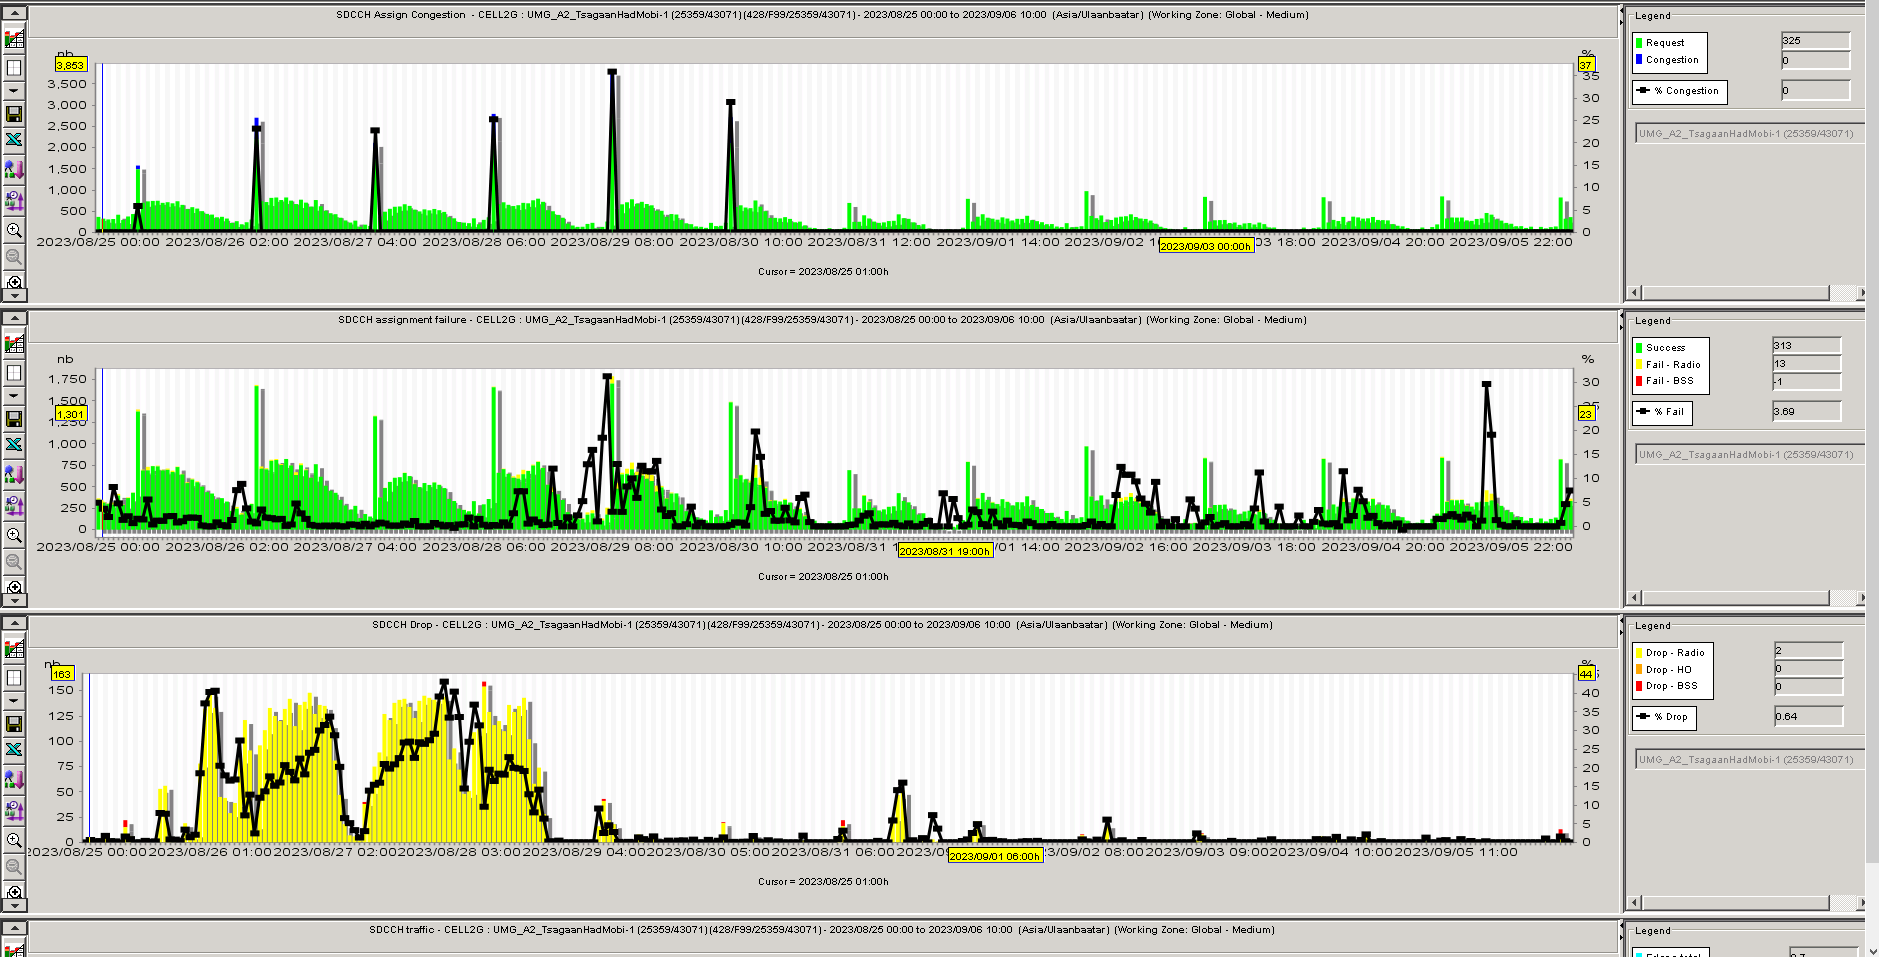 SDCCH Assign Congestion - CELL2G : UMG_A2_TsagaanHadMobi-1 (25359/43071)(428/F99/25359/43071) - 2023/08/25 00:00 to 2023/09/06 10:00 (Asia/Ulaanbaatar) (Working Zone: Global - Medium)
nb
%
3,853
37
3,500
3,000
2,500
2,000
1,500
1,000
500
0
35
30
25
20
15
10
5
0
2023/08/25 00:00 2023/08/26 02:00 2023/08/27 04:00 2023/08/28 06:00 2023/08/29 08:00 2023/08/30 10:00 2023/08/31 12:00 2023/09/01 14:00 2023/09/02 1 2023/09/03 00:00h 03 18:00 2023/09/04 20:00 2023/09/05 22:00
Cursor = 2023/08/25 01:00h
Legend
Request 325
Congestion 0
% Congestion 0
UMG_A2_TsagaanHadMobi-1 (25359/43071)
SDCCH assignment failure - CELL2G : UMG_A2_TsagaanHadMobi-1 (25359/43071)(428/F99/25359/43071) - 2023/08/25 00:00 to 2023/09/06 10:00 (Asia/Ulaanbaatar) (Working Zone: Global - Medium)
nb
%
1,750
1,500
1,301
1,250
1,000
750
500
250
0
30
23
20
15
10
5
0
2023/08/25 00:00 2023/08/26 02:00 2023/08/27 04:00 2023/08/28 06:00 2023/08/29 08:00 2023/08/30 10:00 2023/08/31 1 2023/08/31 19:00h /01 14:00 2023/09/02 16:00 2023/09/03 18:00 2023/09/04 20:00 2023/09/05 22:00
Cursor = 2023/08/25 01:00h
Legend
Success 313
Fail - Radio 13
Fail - BSS -1
% Fail 3.69
UMG_A2_TsagaanHadMobi-1 (25359/43071)
SDCCH Drop - CELL2G : UMG_A2_TsagaanHadMobi-1 (25359/43071)(428/F99/25359/43071) - 2023/08/25 00:00 to 2023/09/06 10:00 (Asia/Ulaanbaatar) (Working Zone: Global - Medium)
nb
%
163
44
150
125
100
75
50
25
0
40
35
30
25
20
15
10
5
0
2023/08/25 00:00 2023/08/26 01:00 2023/08/27 02:00 2023/08/28 03:00 2023/08/29 04:00 2023/08/30 05:00 2023/08/31 06:00 2023/09 2023/09/01 06:00h 3/09/02 08:00 2023/09/03 09:00 2023/09/04 10:00 2023/09/05 11:00
Cursor = 2023/08/25 01:00h
Legend
Drop - Radio 2
Drop - HO 0
Drop - BSS 0
% Drop 0.64
UMG_A2_TsagaanHadMobi-1 (25359/43071)
SDCCH traffic - CELL2G : UMG_A2_TsagaanHadMobi-1 (25359/43071)(428/F99/25359/43071) - 2023/08/25 00:00 to 2023/09/06 10:00 (Asia/Ulaanbaatar) (Working Zone: Global - Medium)
Legend